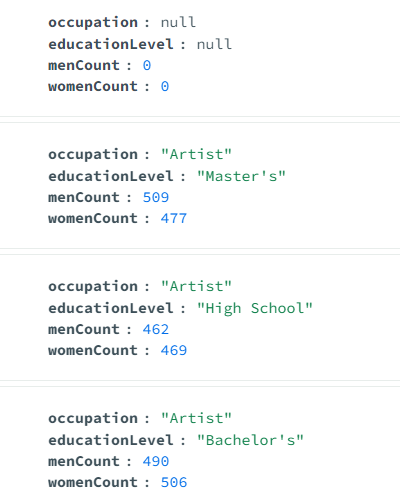 occupation : null
educationLevel : null
menCount : 0
womenCount : 0
occupation : "Artist"
educationLevel : "Master's"
menCount : 509
womenCount : 477
occupation : "Artist"
educationLevel : "High School"
menCount : 462
womenCount : 469
occupation : "Artist"
educationLevel : "Bachelor's"
menCount : 490
womenCount : 506